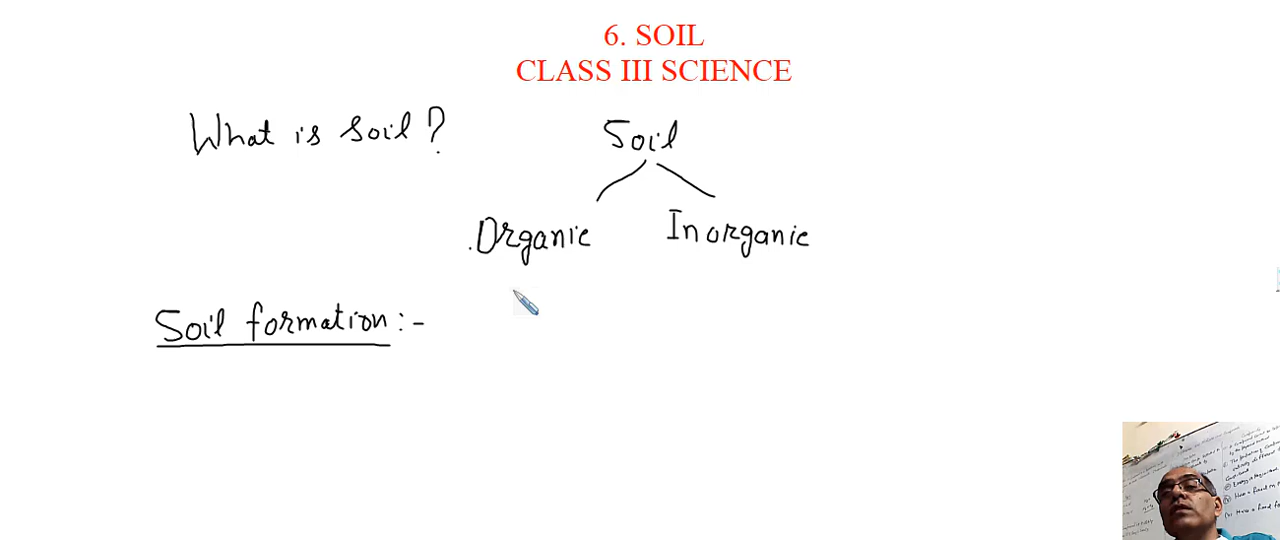 6. SOIL
CLASS III SCIENCE
What is soil?
Soil
Organic
Inorganic
Soil formation :-